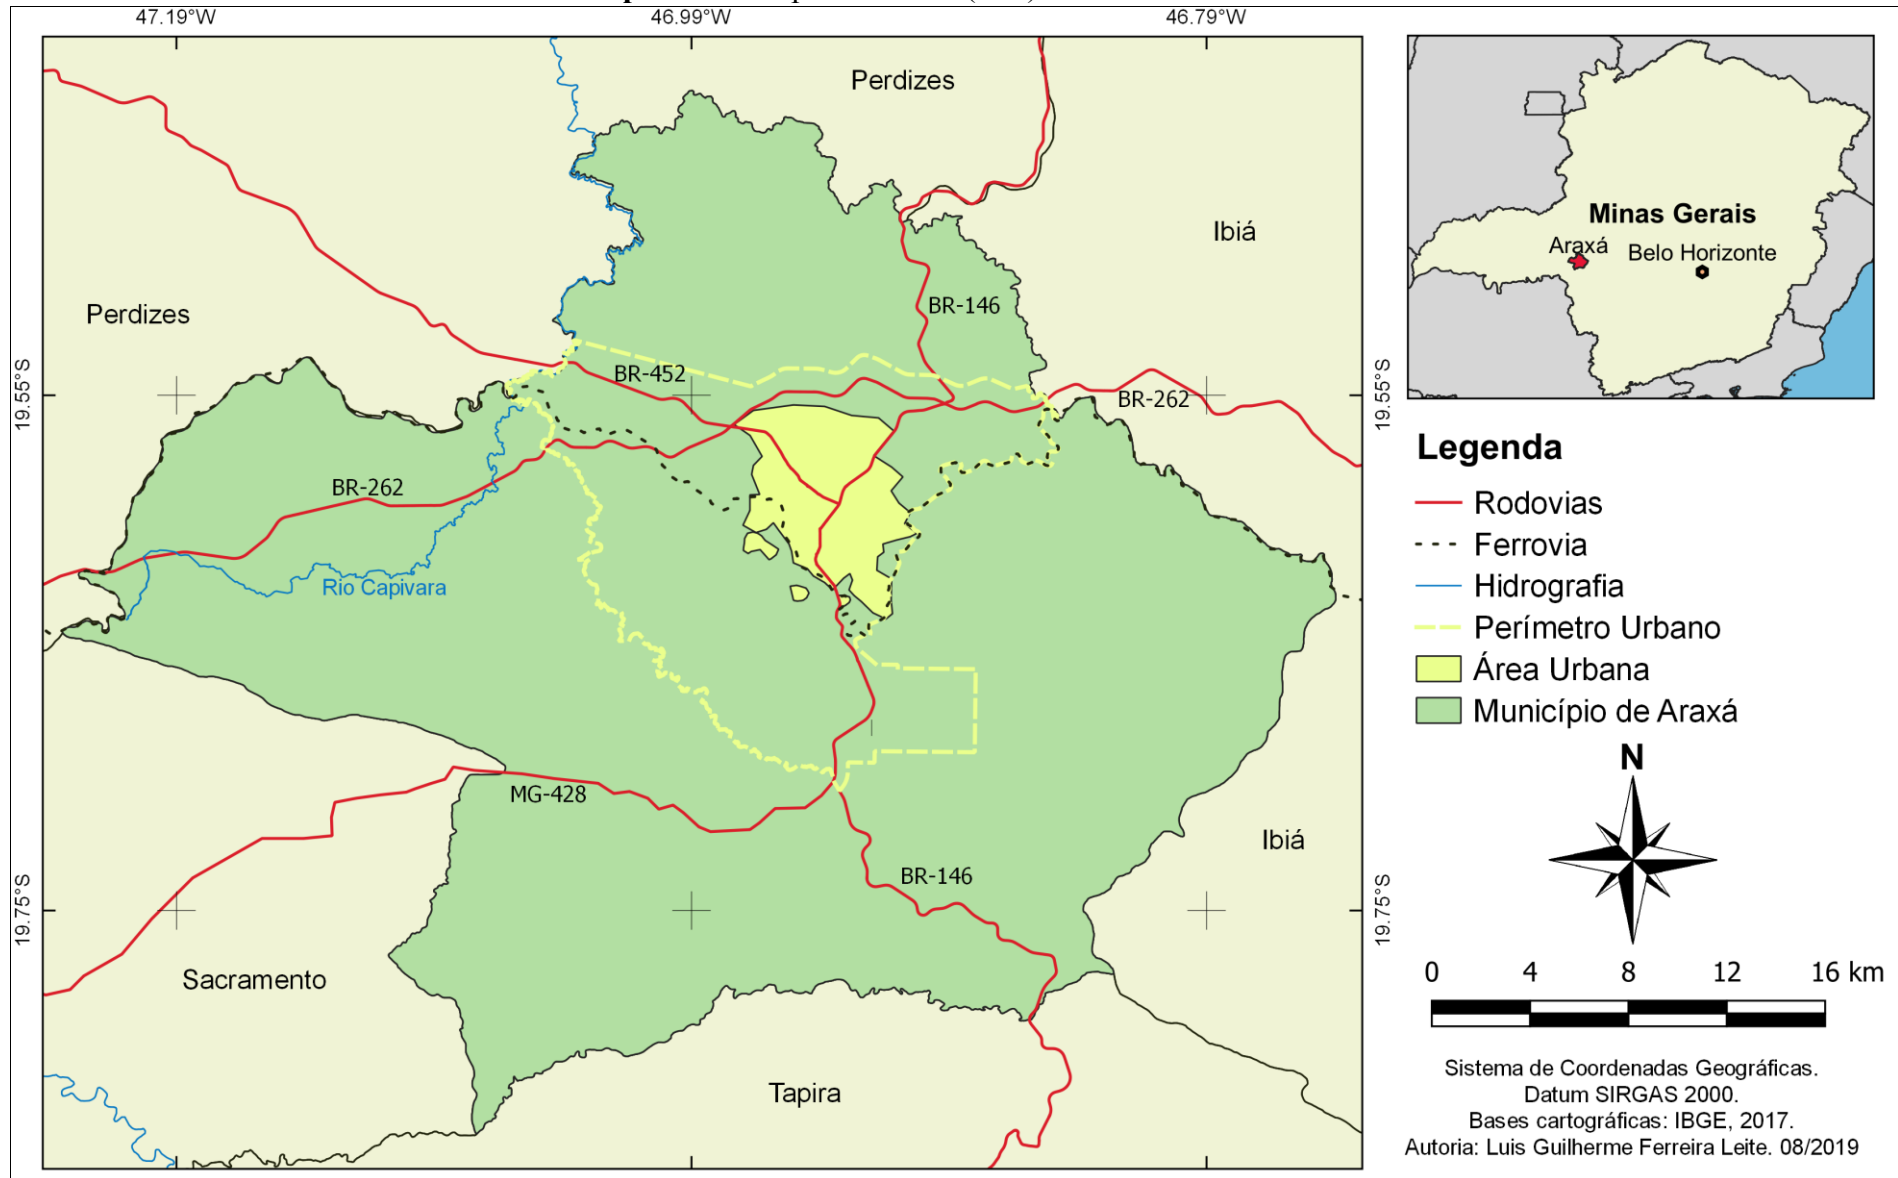 47.19°W
46.99°W
46.79°W
Perdizes
Ibiá
Perdizes
BR-146
BR-452
BR-262
19.55°S
19.55°S
BR-262
Rio Capivara
MG-428
Ibiá
BR-146
19.75°S
19.75°S
Sacramento
Tapira
Minas Gerais
Araxá
Belo Horizonte
Legenda
Rodovias
Ferrovia
Hidrografia
Perímetro Urbano
Área Urbana
Município de Araxá
N
0 4 8 12 16 km
Sistema de Coordenadas Geográficas.
Datum SIRGAS 2000.
Bases cartográficas: IBGE, 2017.
Autoria: Luis Guilherme Ferreira Leite. 08/2019